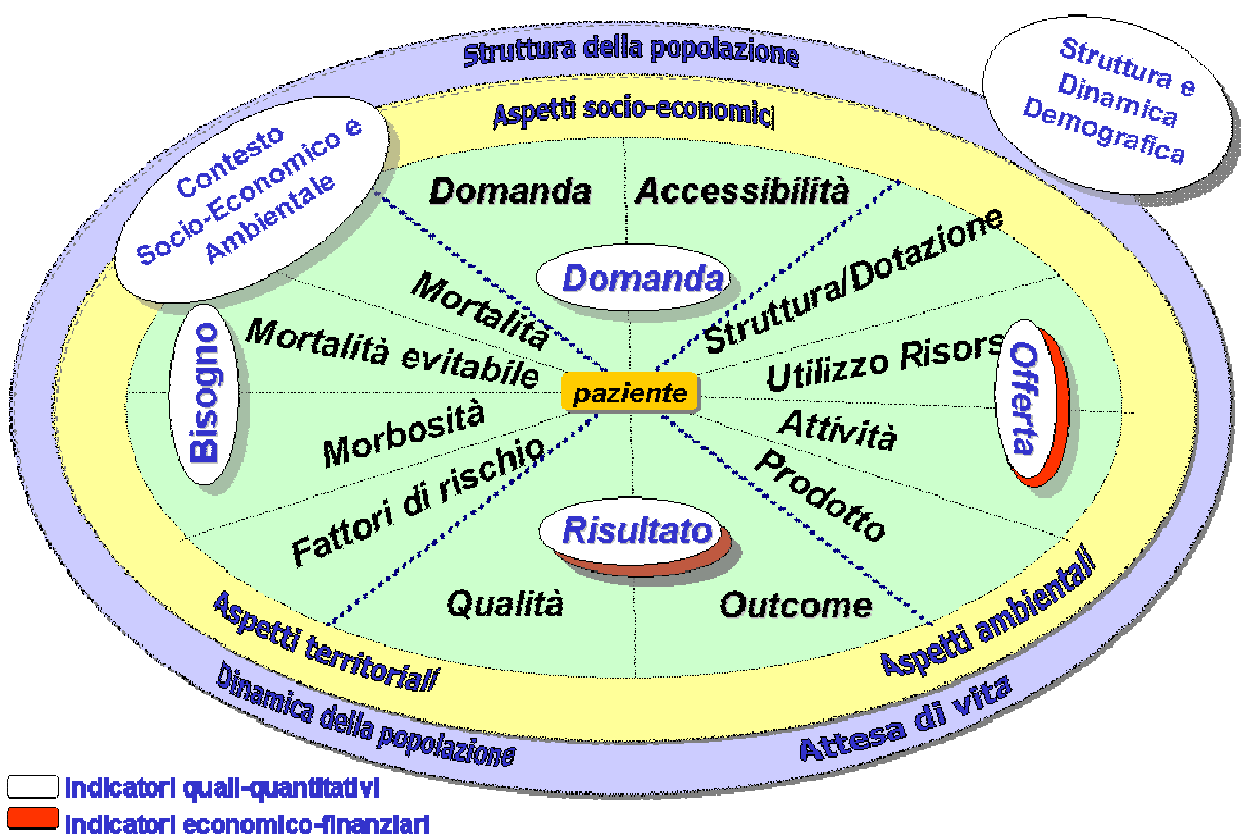 Struttura della popolazione
Struttura e
Dinamica
Demografica
Aspetti socio-economic
Contesto
Socio-Economico e
Ambientale
Domanda
Accessibilità
Domanda
Struttura/Dotazione
Mortalità
Mortalità evitabile
Utilizzo Risors
Bisogno
paziente
Offerta
Morbosità
Attività
Fattori di rischio
Prodotto
Risultato
Qualità
Outcome
Aspetti territoriali
Aspetti ambientali
Dinamica della popolazione
Attesa di vita
Indicatori quali-quantitativi
Indicatori economico-finanziari